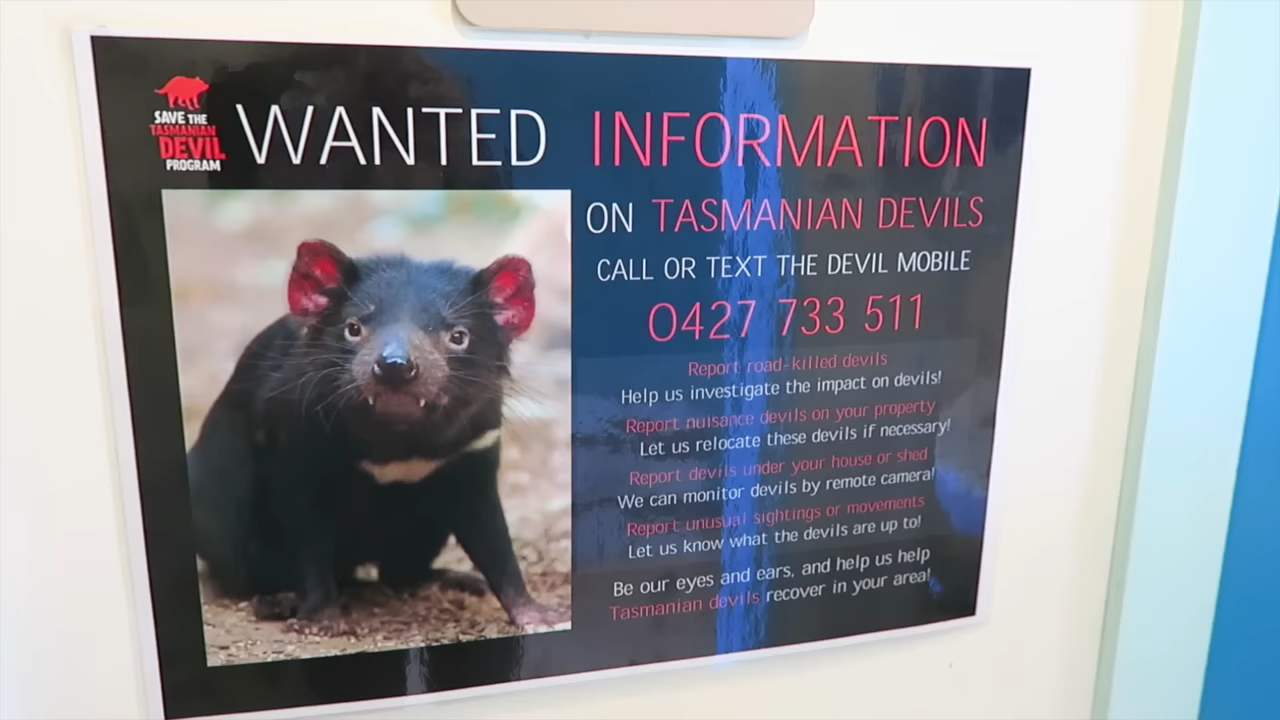 SAVE THE
TASMANIAN
DEVIL
PROGRAM
WANTED INFORMATION
ON TASMANIAN DEVILS
CALL OR TEXT THE DEVIL MOBILE
0427 733 511
Report road-killed devils
Help us investigate the impact on devils!
Report nuisance devils on your property
Let us relocate these devils if necessary!
Report devils under your house or shed
We can monitor devils by remote camera!
Report unusual sightings or movements
Let us know what the devils are up to!
Be our eyes and ears, and help us help
Tasmanian devils recover in your area!